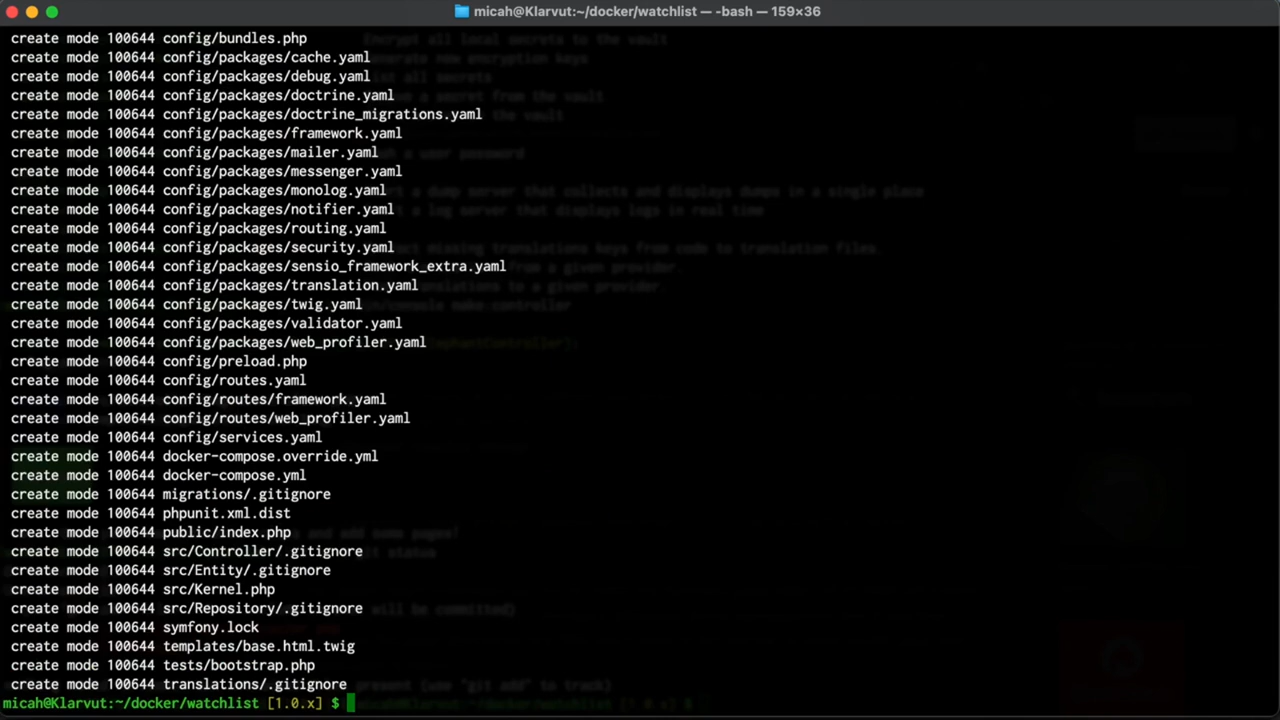 micah@Klarvut:~/docker/watchlist — -bash — 159×36
create mode 100644 config/bundles.php
create mode 100644 config/packages/cache.yaml
create mode 100644 config/packages/debug.yaml
create mode 100644 config/packages/doctrine.yaml
create mode 100644 config/packages/doctrine_migrations.yaml
create mode 100644 config/packages/framework.yaml
create mode 100644 config/packages/mailer.yaml
create mode 100644 config/packages/messenger.yaml
create mode 100644 config/packages/monolog.yaml
create mode 100644 config/packages/notifier.yaml
create mode 100644 config/packages/routing.yaml
create mode 100644 config/packages/security.yaml
create mode 100644 config/packages/sensio_framework_extra.yaml
create mode 100644 config/packages/translation.yaml
create mode 100644 config/packages/twig.yaml
create mode 100644 config/packages/validator.yaml
create mode 100644 config/packages/web_profiler.yaml
create mode 100644 config/preload.php
create mode 100644 config/routes.yaml
create mode 100644 config/routes/framework.yaml
create mode 100644 config/routes/web_profiler.yaml
create mode 100644 config/services.yaml
create mode 100644 docker-compose.override.yml
create mode 100644 docker-compose.yml
create mode 100644 migrations/.gitignore
create mode 100644 phpunit.xml.dist
create mode 100644 public/index.php
create mode 100644 src/Controller/.gitignore
create mode 100644 src/Entity/.gitignore
create mode 100644 src/Kernel.php
create mode 100644 src/Repository/.gitignore
create mode 100644 symfony.lock
create mode 100644 templates/base.html.twig
create mode 100644 tests/bootstrap.php
create mode 100644 translations/.gitignore
micah@Klarvut:~/docker/watchlist [1.0.x] $